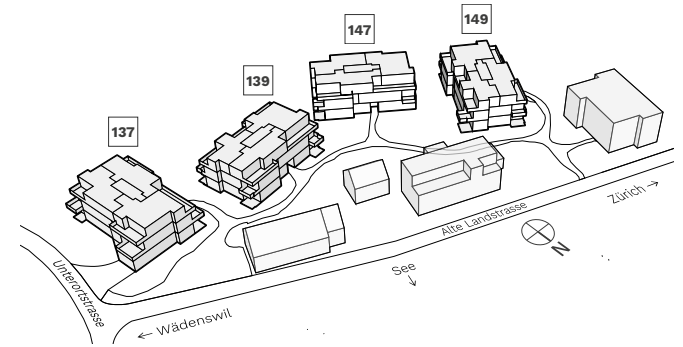 149
147
139
137
Zürich →
Alte Landstrasse
N
Unterortstrasse
See
↓
← Wädenswil